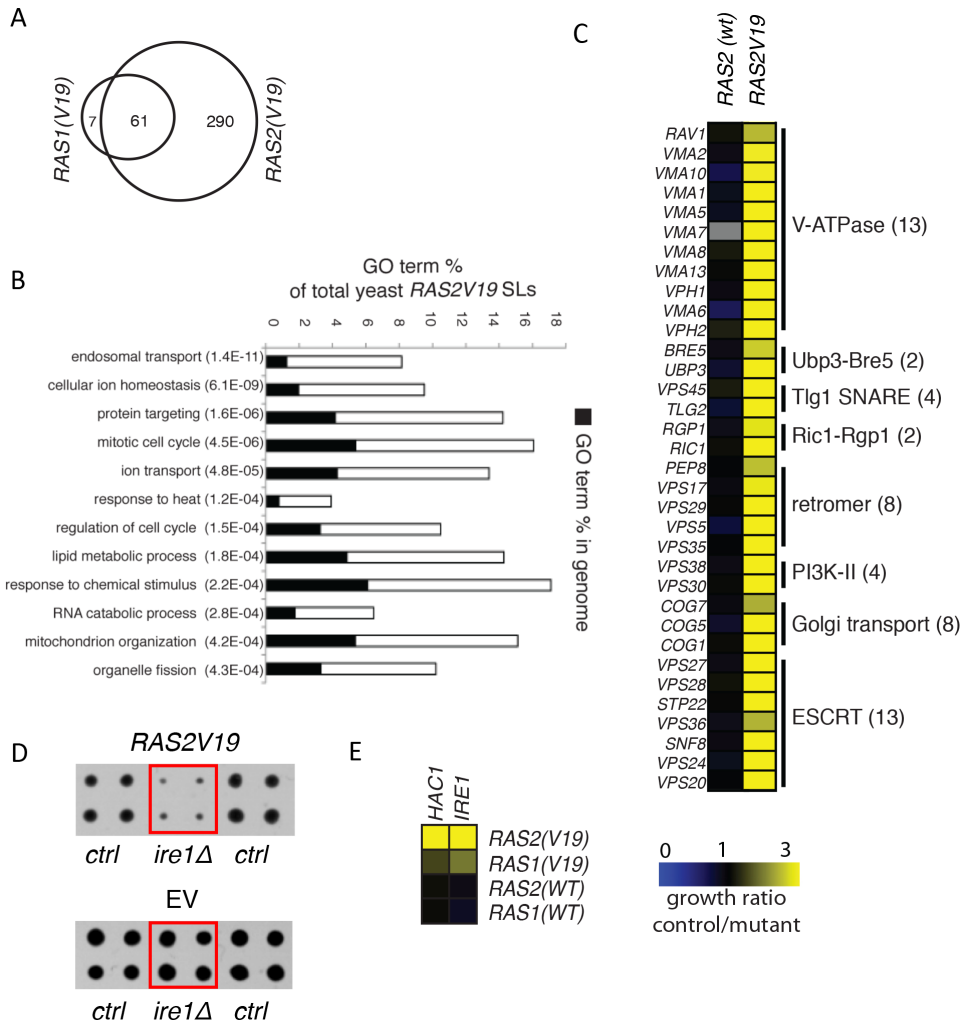 A
RAS1(V19)
7
61
290
RAS2(V19)
B
GO term %
of total yeast RAS2V19 SLs
0 2 4 6 8 10 12 14 16 18
endosomal transport (1.4E-11)
cellular ion homeostasis (6.1E-09)
protein targeting (1.6E-06)
mitotic cell cycle (4.5E-06)
ion transport (4.8E-05)
response to heat (1.2E-04)
regulation of cell cycle (1.5E-04)
lipid metabolic process (1.8E-04)
response to chemical stimulus (2.2E-04)
RNA catabolic process (2.8E-04)
mitochondrion organization (4.2E-04)
organelle fission (4.3E-04)
GO term % in genome
C
RAS2 (wt)
RAS2V19
RAV1
VMA2
VMA10
VMA1
VMA5
VMA7
VMA8
VMA13
VPH1
VMA6
VPH2
BRE5
UBP3
VPS45
TLG2
RGP1
RIC1
PEP8
VPS17
VPS29
VPS5
VPS35
VPS38
VPS30
COG7
COG5
COG1
VPS27
VPS28
STP22
VPS36
SNF8
VPS24
VPS20
V-ATPase (13)
Ubp3-Bre5 (2)
Tlg1 SNARE (4)
Ric1-Rgp1 (2)
retromer (8)
PI3K-II (4)
Golgi transport (8)
ESCRT (13)
0 1 3
growth ratio
control/mutant
D
RAS2V19
ctrl ire1Δ ctrl
EV
ctrl ire1Δ ctrl
E
HAC1
IRE1
RAS2(V19)
RAS1(V19)
RAS2(WT)
RAS1(WT)